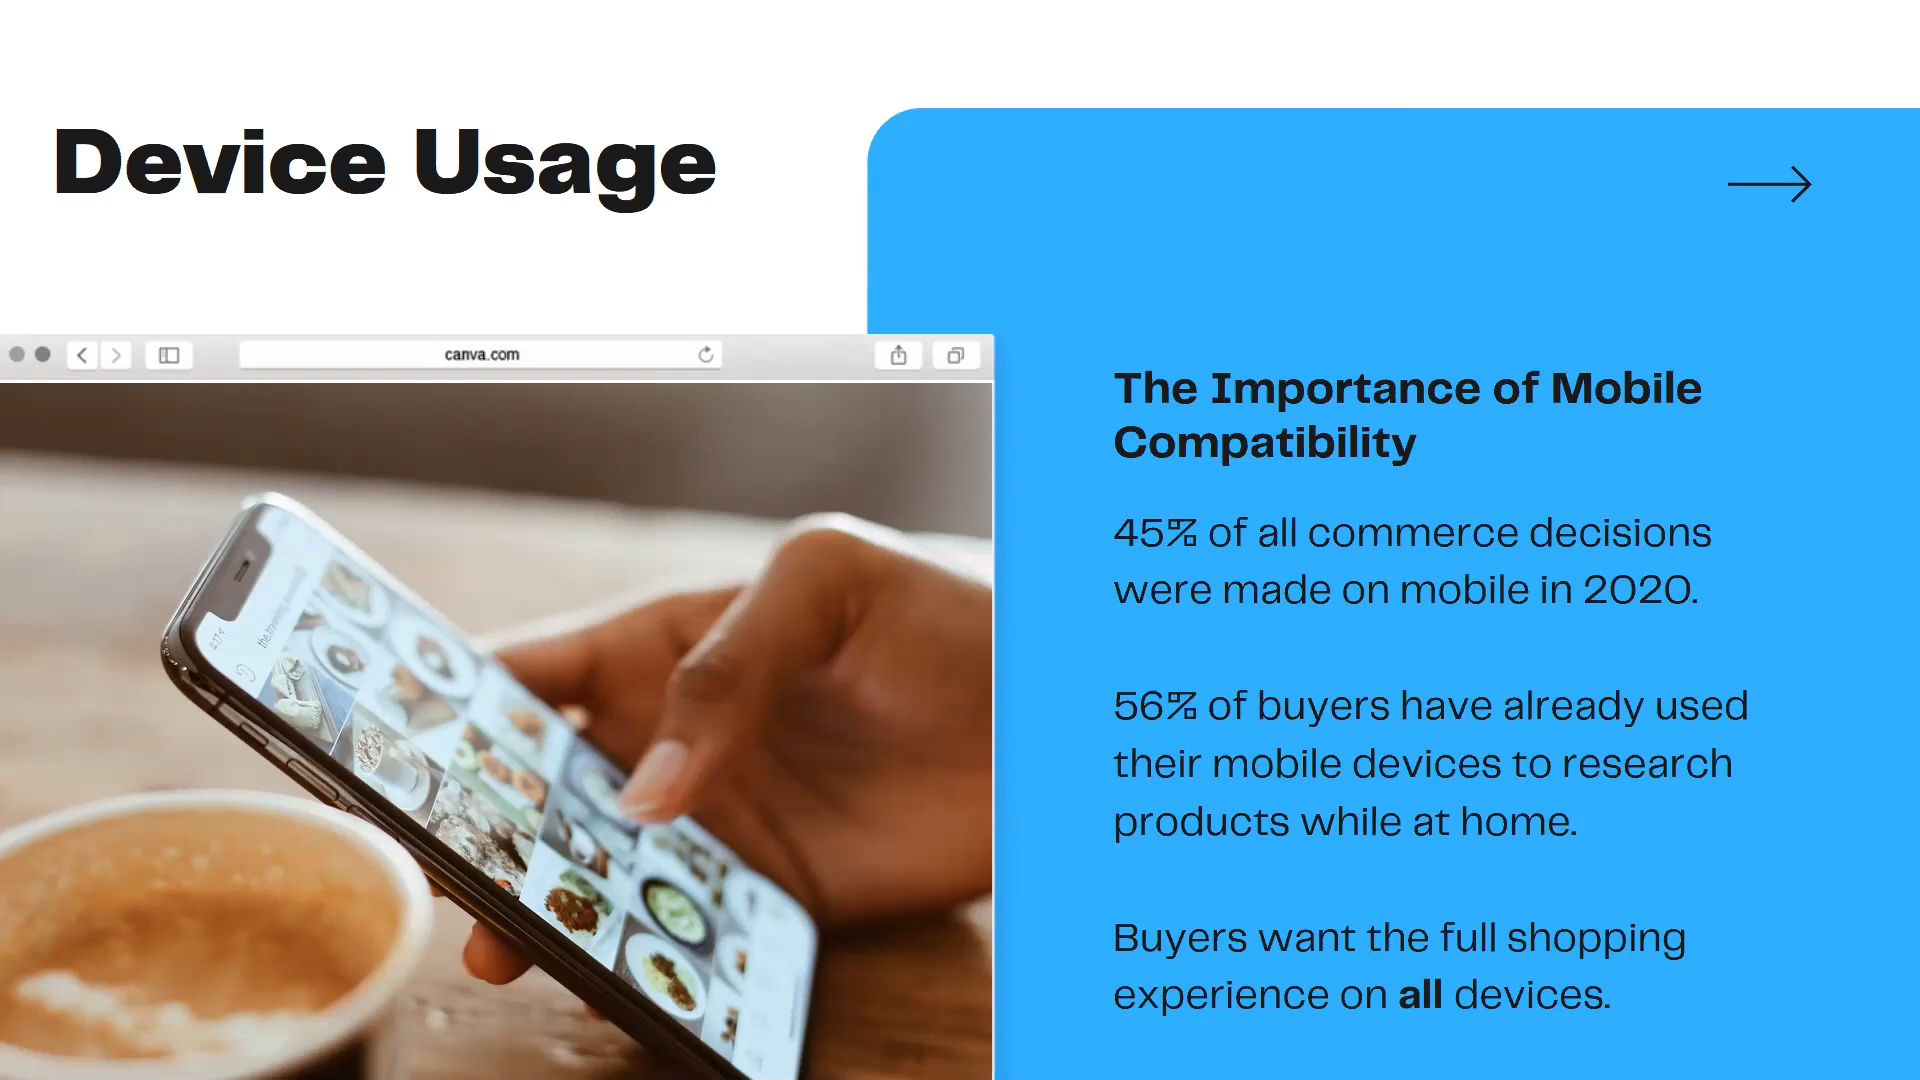 Device Usage
canva.com
The Importance of Mobile
Compatibility
45% of all commerce decisions
were made on mobile in 2020.
56% of buyers have already used
their mobile devices to research
products while at home.
Buyers want the full shopping
experience on all devices.